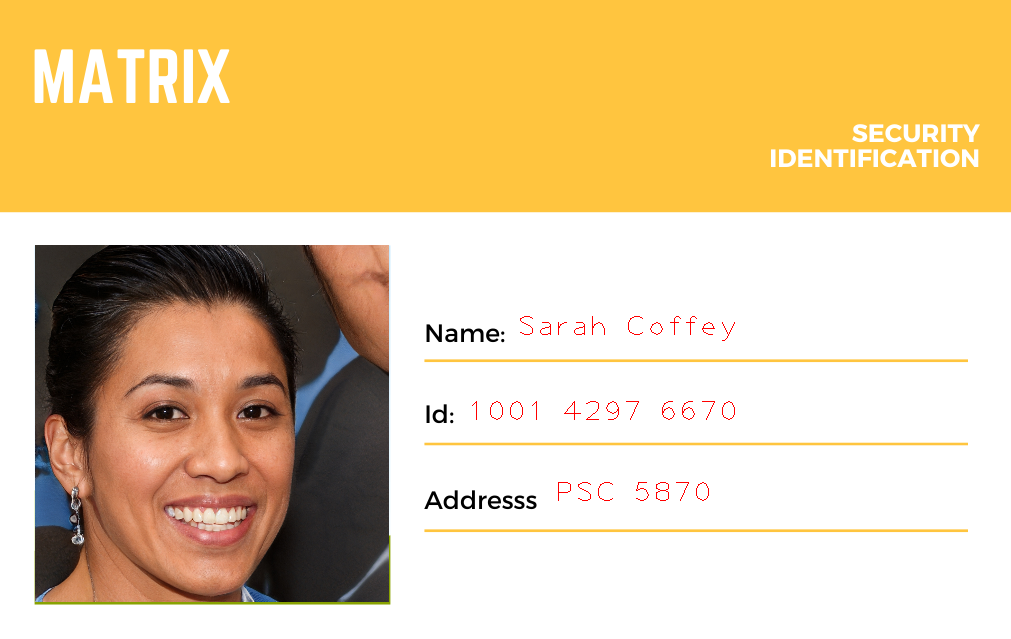 MATRIX
SECURITY
IDENTIFICATION
Name: Sarah Coffey
Id: 1001 4297 6670
Addresss PSC 5870